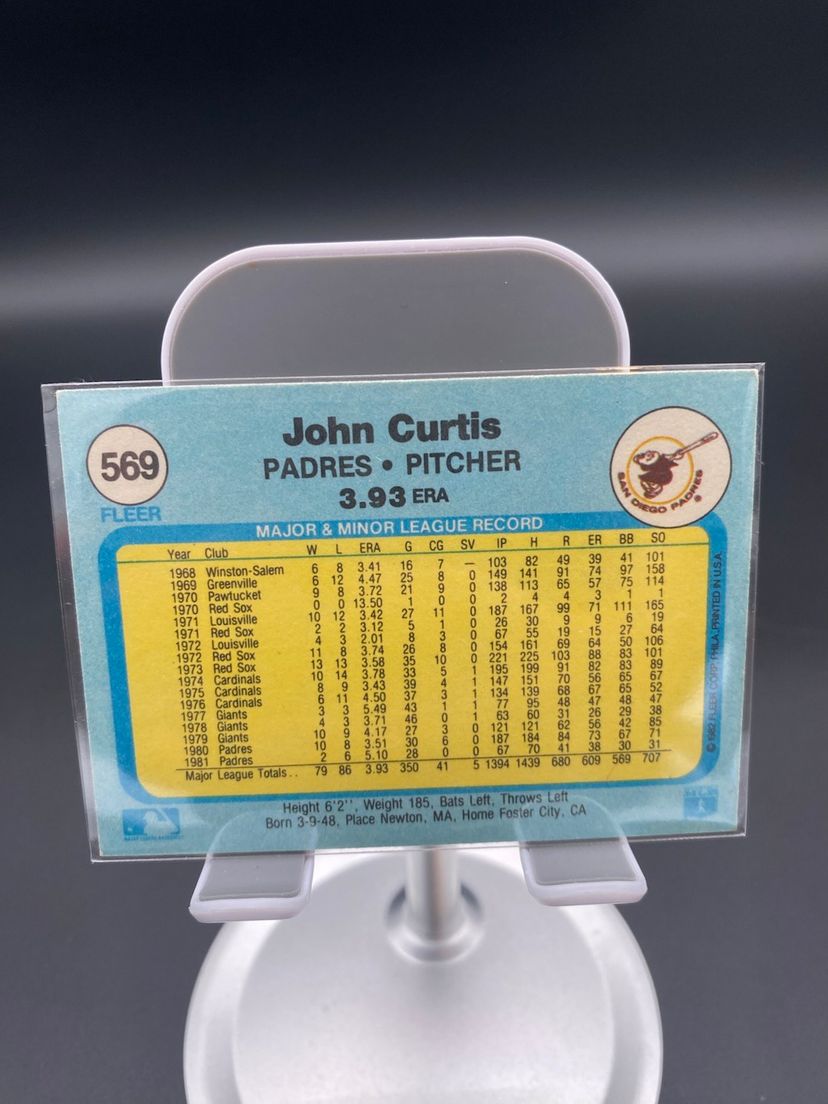 John Curtis
569
FLEER
PADRES • PITCHER
3.93 ERA
SAN DIEGO PADRES
®
MAJOR & MINOR LEAGUE RECORD
Year Club W L ERA G CG SV IP H R ER BB SO
1968 Winston-Salem 6 8 3.41 16 7 — 103 82 49 39 41 101
1969 Greenville 6 12 4.47 25 8 0 149 141 91 74 97 158
1970 Pawtucket 9 8 3.72 21 9 0 138 113 65 57 75 114
1970 Red Sox 0 0 13.50 1 0 0 2 4 4 3 1 1
1971 Louisville 10 12 3.42 27 11 0 187 167 99 71 111 165
1971 Red Sox 2 2 3.12 5 1 0 26 30 9 9 6 19
1972 Louisville 4 3 2.01 8 3 0 67 55 19 15 27 64
1972 Red Sox 11 8 3.74 26 8 0 154 161 69 64 50 106
1973 Red Sox 13 13 3.58 35 10 0 221 225 103 88 83 101
1974 Cardinals 10 14 3.78 33 5 1 195 199 91 82 83 89
1975 Cardinals 8 9 3.43 39 4 1 147 151 70 56 65 67
1976 Cardinals 6 11 4.50 37 3 1 134 139 68 67 65 52
1977 Giants 3 3 5.49 43 1 1 77 95 48 47 48 47
1978 Giants 4 3 3.71 46 0 1 63 60 31 26 29 38
1979 Giants 10 9 4.17 27 3 0 121 121 62 56 42 85
1980 Padres 10 8 3.51 30 6 0 187 184 84 73 67 71
1981 Padres 2 6 5.10 28 0 0 67 70 41 38 30 31
Major League Totals.. 79 86 3.93 350 41 5 1394 1439 680 609 569 707
© 1982 FLEER CORP. PHILA. PRINTED IN U.S.A.
Height 6'2'', Weight 185, Bats Left, Throws Left
Born 3-9-48, Place Newton, MA, Home Foster City, CA